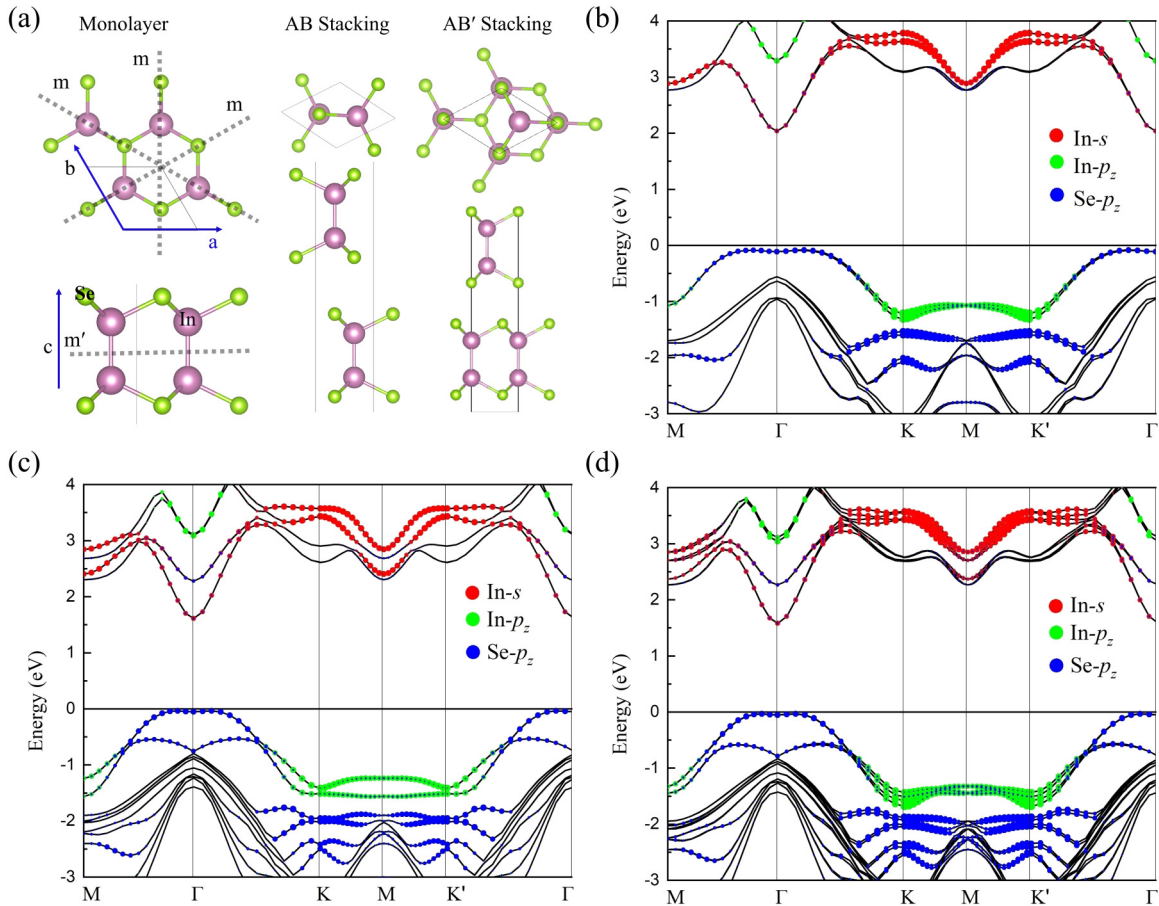 (a)
Monolayer
AB Stacking
AB′ Stacking
m
m
m
b
a
Se
In
c
m′
(b)
Energy (eV)
4
3
2
1
0
-1
-2
-3
In-s
In-pz
Se-pz
M Γ K M K' Γ
(c)
Energy (eV)
4
3
2
1
0
-1
-2
-3
In-s
In-pz
Se-pz
M Γ K M K' Γ
(d)
Energy (eV)
4
3
2
1
0
-1
-2
-3
In-s
In-pz
Se-pz
M Γ K M K' Γ